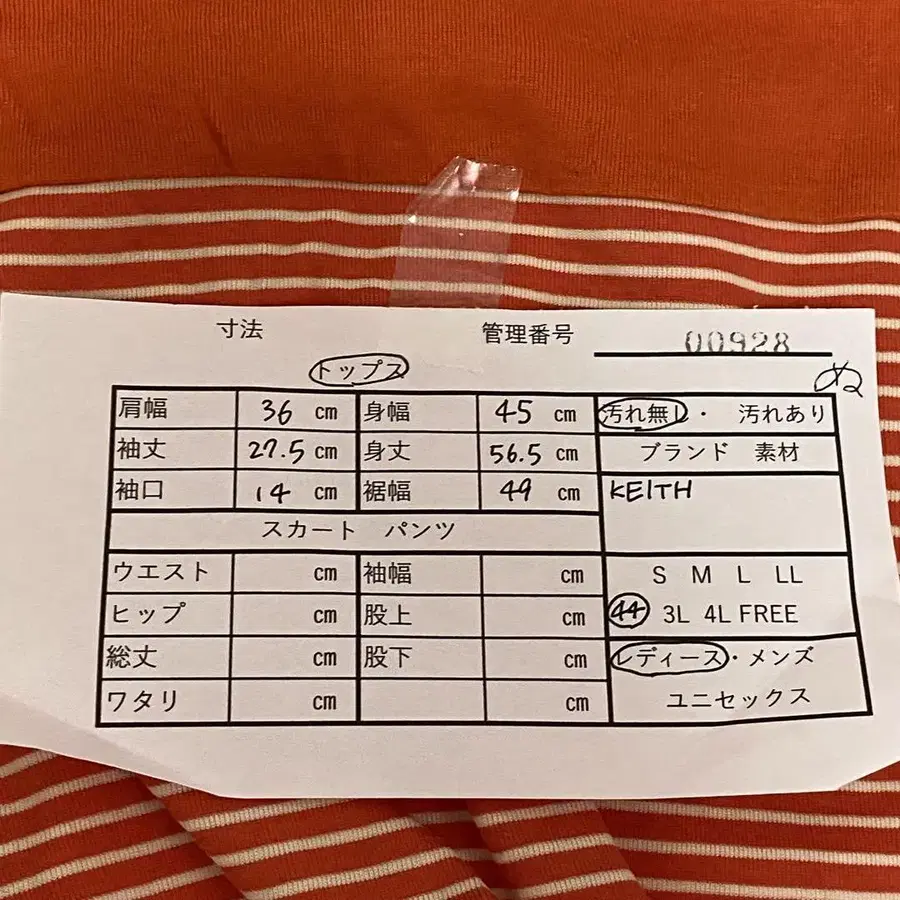 寸法 管理番号 00928
トップス ぬ
肩幅 36 cm 身幅 45 cm 汚れ無し・ 汚れあり
袖丈 27.5 cm 身丈 56.5 cm ブランド 素材
袖口 14 cm 裾幅 49 cm KEITH
スカート パンツ
ウエスト cm 袖幅 cm S M L LL
ヒップ cm 股上 cm 44 3L 4L FREE
総丈 cm 股下 cm レディース・メンズ
ワタリ cm cm ユニセックス